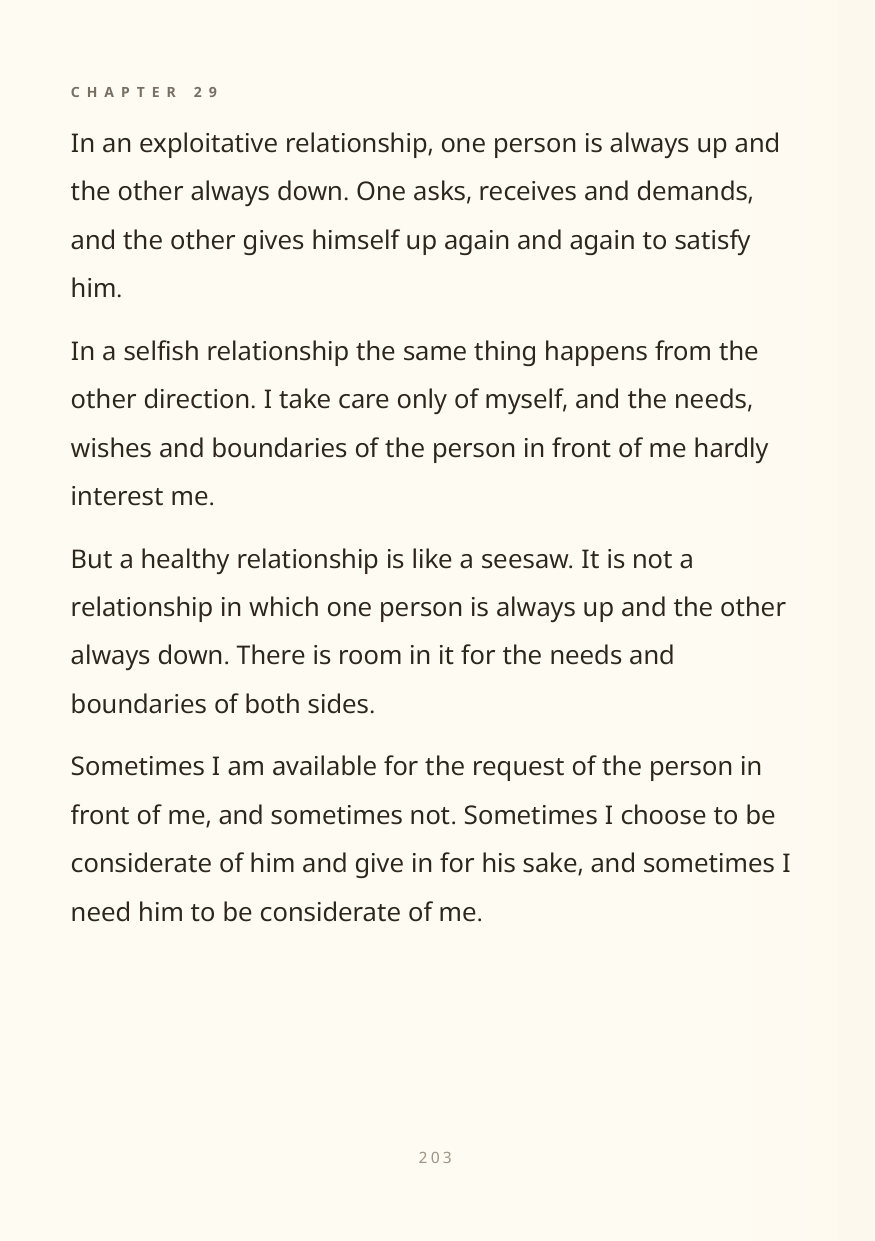 CHAPTER 29
In an exploitative relationship, one person is always up and
the other always down. One asks, receives and demands,
and the other gives himself up again and again to satisfy
him.
In a selfish relationship the same thing happens from the
other direction. I take care only of myself, and the needs,
wishes and boundaries of the person in front of me hardly
interest me.
But a healthy relationship is like a seesaw. It is not a
relationship in which one person is always up and the other
always down. There is room in it for the needs and
boundaries of both sides.
Sometimes I am available for the request of the person in
front of me, and sometimes not. Sometimes I choose to be
considerate of him and give in for his sake, and sometimes I
need him to be considerate of me.
203